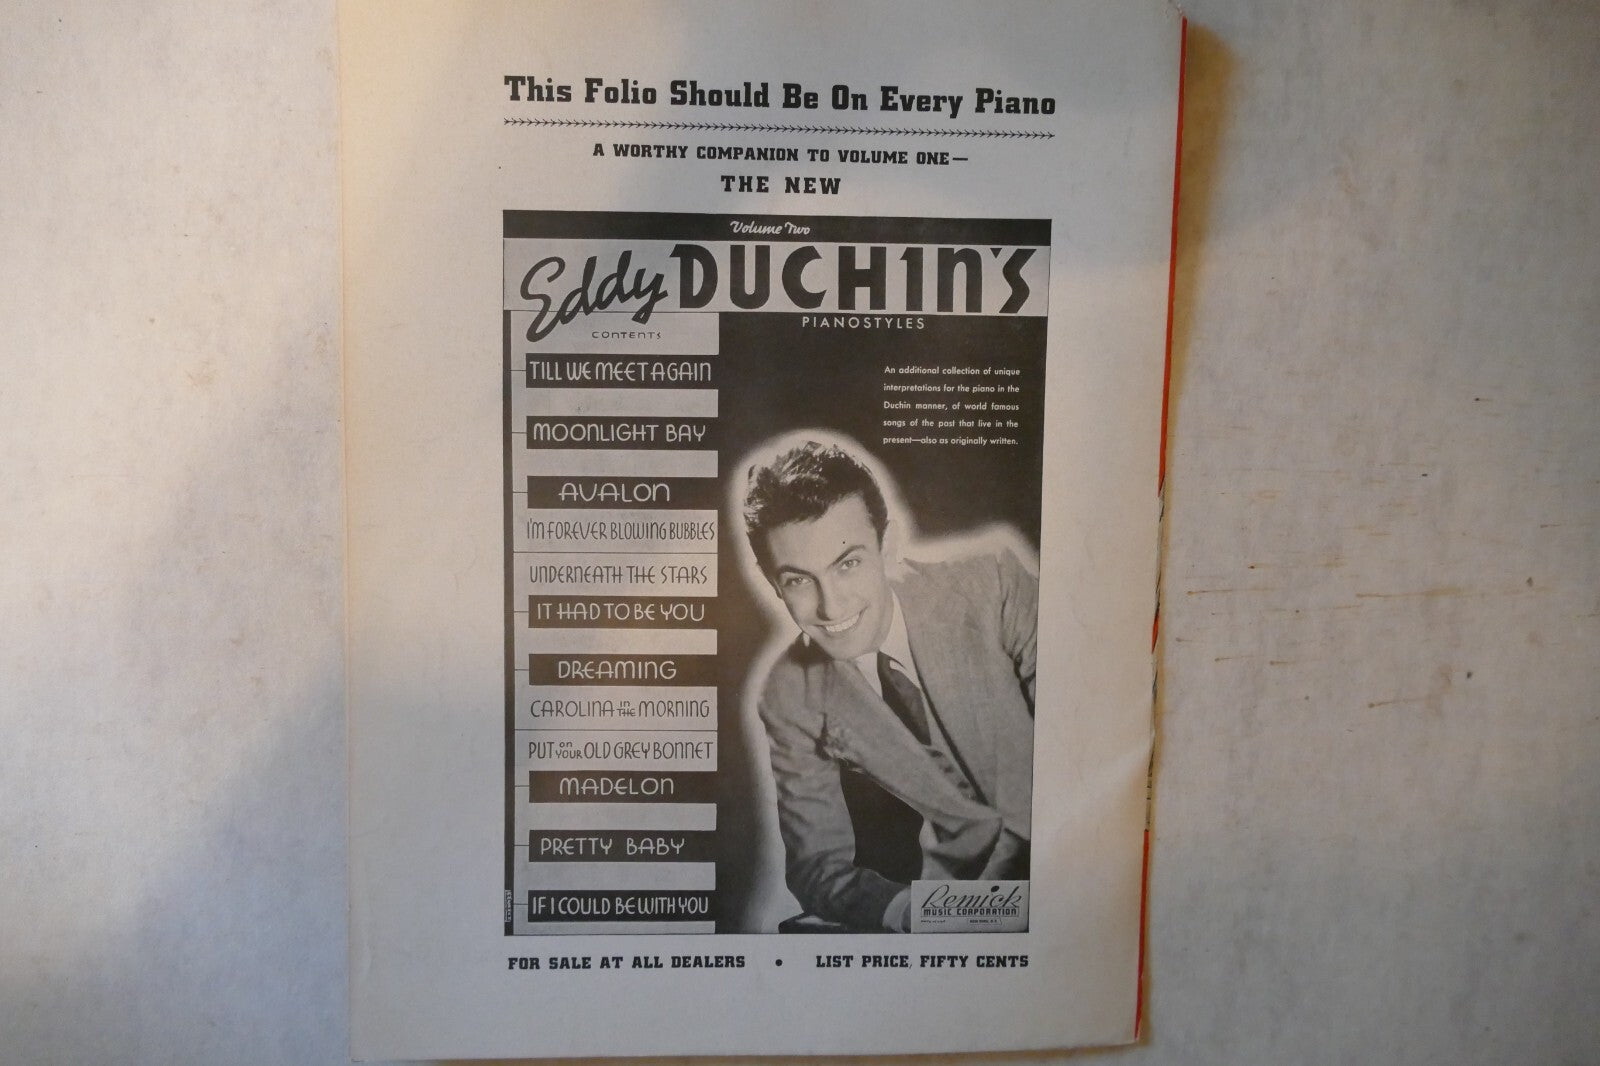 This Folio Should Be On Every Piano
A WORTHY COMPANION TO VOLUME ONE—
THE NEW
Volume Two
Eddy DUCHIN'S
PIANOSTYLES
CONTENTS
TILL WE MEET AGAIN
MOONLIGHT BAY
AVALON
I'M FOREVER BLOWING BUBBLES
UNDERNEATH THE STARS
IT HAD TO BE YOU
DREAMING
CAROLINA IN THE MORNING
PUT ON YOUR OLD GREY BONNET
MADELON
PRETTY BABY
IF I COULD BE WITH YOU
An additional collection of unique
interpretations for the piano in the
Duchin manner, of world famous
songs of the past that live in the
present—also as originally written.
Remick
MUSIC CORPORATION
FOR SALE AT ALL DEALERS • LIST PRICE, FIFTY CENTS